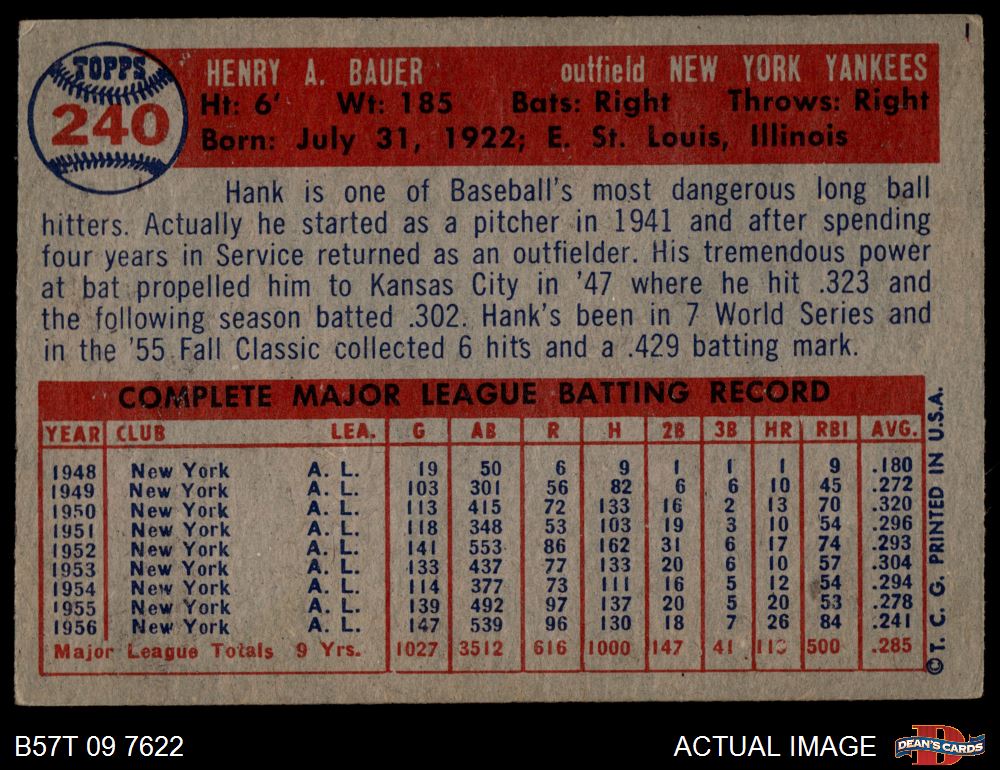 TOPPS
240
HENRY A. BAUER outfield NEW YORK YANKEES
Ht: 6' Wt: 185 Bats: Right Throws: Right
Born: July 31, 1922; E. St. Louis, Illinois
Hank is one of Baseball's most dangerous long ball
hitters. Actually he started as a pitcher in 1941 and after spending
four years in Service returned as an outfielder. His tremendous power
at bat propelled him to Kansas City in '47 where he hit .323 and
the following season batted .302. Hank's been in 7 World Series and
in the '55 Fall Classic collected 6 hits and a .429 batting mark.
COMPLETE MAJOR LEAGUE BATTING RECORD
YEAR CLUB LEA. G AB R H 2B 3B HR RBI AVG.
1948 New York A. L. 19 50 6 9 1 1 1 9 .180
1949 New York A. L. 103 301 56 82 6 6 10 45 .272
1950 New York A. L. 113 415 72 133 16 2 13 70 .320
1951 New York A. L. 118 348 53 103 19 3 10 54 .296
1952 New York A. L. 141 553 86 162 31 6 17 74 .293
1953 New York A. L. 133 437 77 133 20 6 10 57 .304
1954 New York A. L. 114 377 73 111 16 5 12 54 .294
1955 New York A. L. 139 492 97 137 20 5 20 53 .278
1956 New York A. L. 147 539 96 130 18 7 26 84 .241
Major League Totals 9 Yrs. 1027 3512 616 1000 147 41 500 .285
© T. C. G. PRINTED IN U.S.A.
B57T 09 7622
ACTUAL IMAGE
DEAN'S CARDS